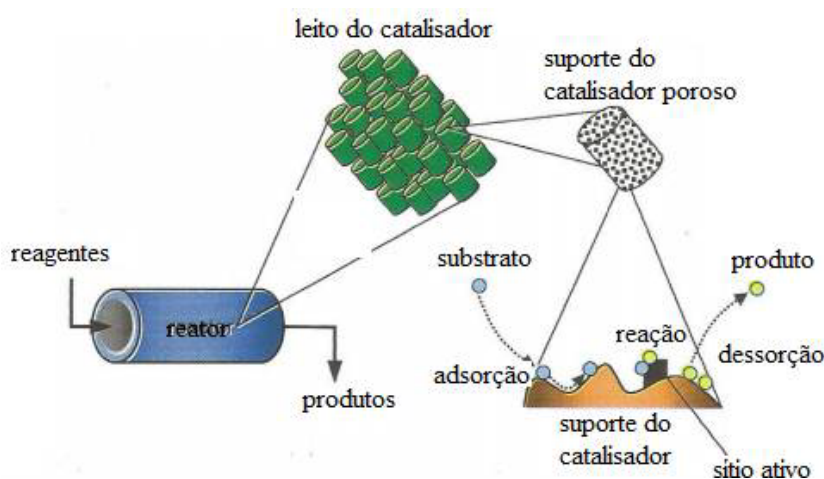 leito do catalisador
suporte do
catalisador poroso
reagentes
reator
produtos
substrato
produto
reação
adsorção
dessorção
suporte do
catalisador
sitio ativo